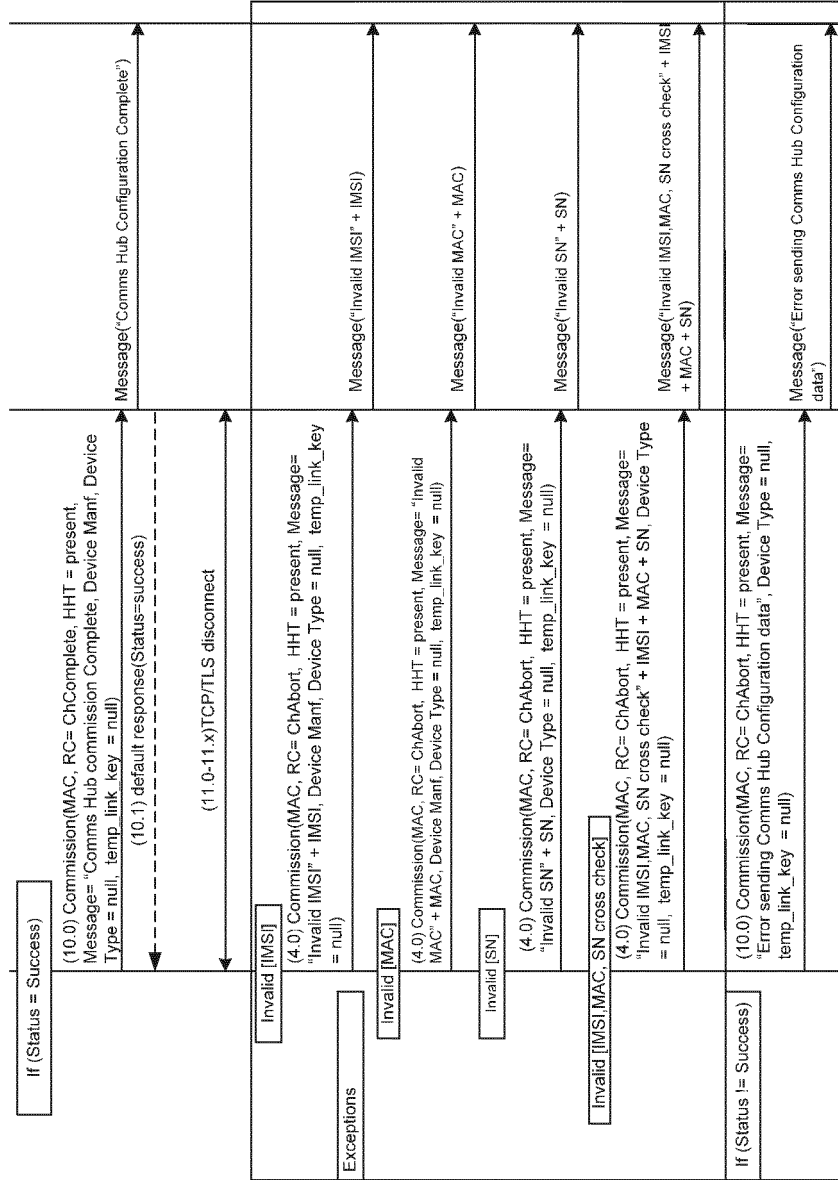 If (Status = Success)
(10.0) Commission(MAC, RC= ChComplete, HHT = present,
Message= “Comms Hub commission Complete, Device Manf, Device
Type = null, temp_link_key = null)
Message(“Comms Hub Configuration Complete”)
(10.1) default response(Status=success)
(11.0-11.x)TCP/TLS disconnect
Invalid [IMSI]
(4.0) Commission(MAC, RC= ChAbort, HHT = present, Message=
“Invalid IMSI” + IMSI, Device Manf, Device Type = null, temp_link_key
= null)
Message(“Invalid IMSI” + IMSI)
Exceptions
Invalid [MAC]
(4.0) Commission(MAC, RC= ChAbort, HHT = present, Message= “Invalid
MAC” + MAC, Device Manf, Device Type = null, temp_link_key = null)
Message(“Invalid MAC” + MAC)
Invalid [SN]
(4.0) Commission(MAC, RC= ChAbort, HHT = present, Message=
“Invalid SN” + SN, Device Type = null, temp_link_key = null)
Message(“Invalid SN” + SN)
Invalid [IMSI,MAC, SN cross check]
(4.0) Commission(MAC, RC= ChAbort, HHT = present, Message=
“Invalid IMSI,MAC, SN cross check” + IMSI + MAC + SN, Device Type
= null, temp_link_key = null)
Message(“Invalid IMSI,MAC, SN cross check” + IMSI
+ MAC + SN)
If (Status != Success)
(10.0) Commission(MAC, RC= ChAbort, HHT = present, Message=
“Error sending Comms Hub Configuration data”, Device Type = null,
temp_link_key = null)
Message(“Error sending Comms Hub Configuration
data”)